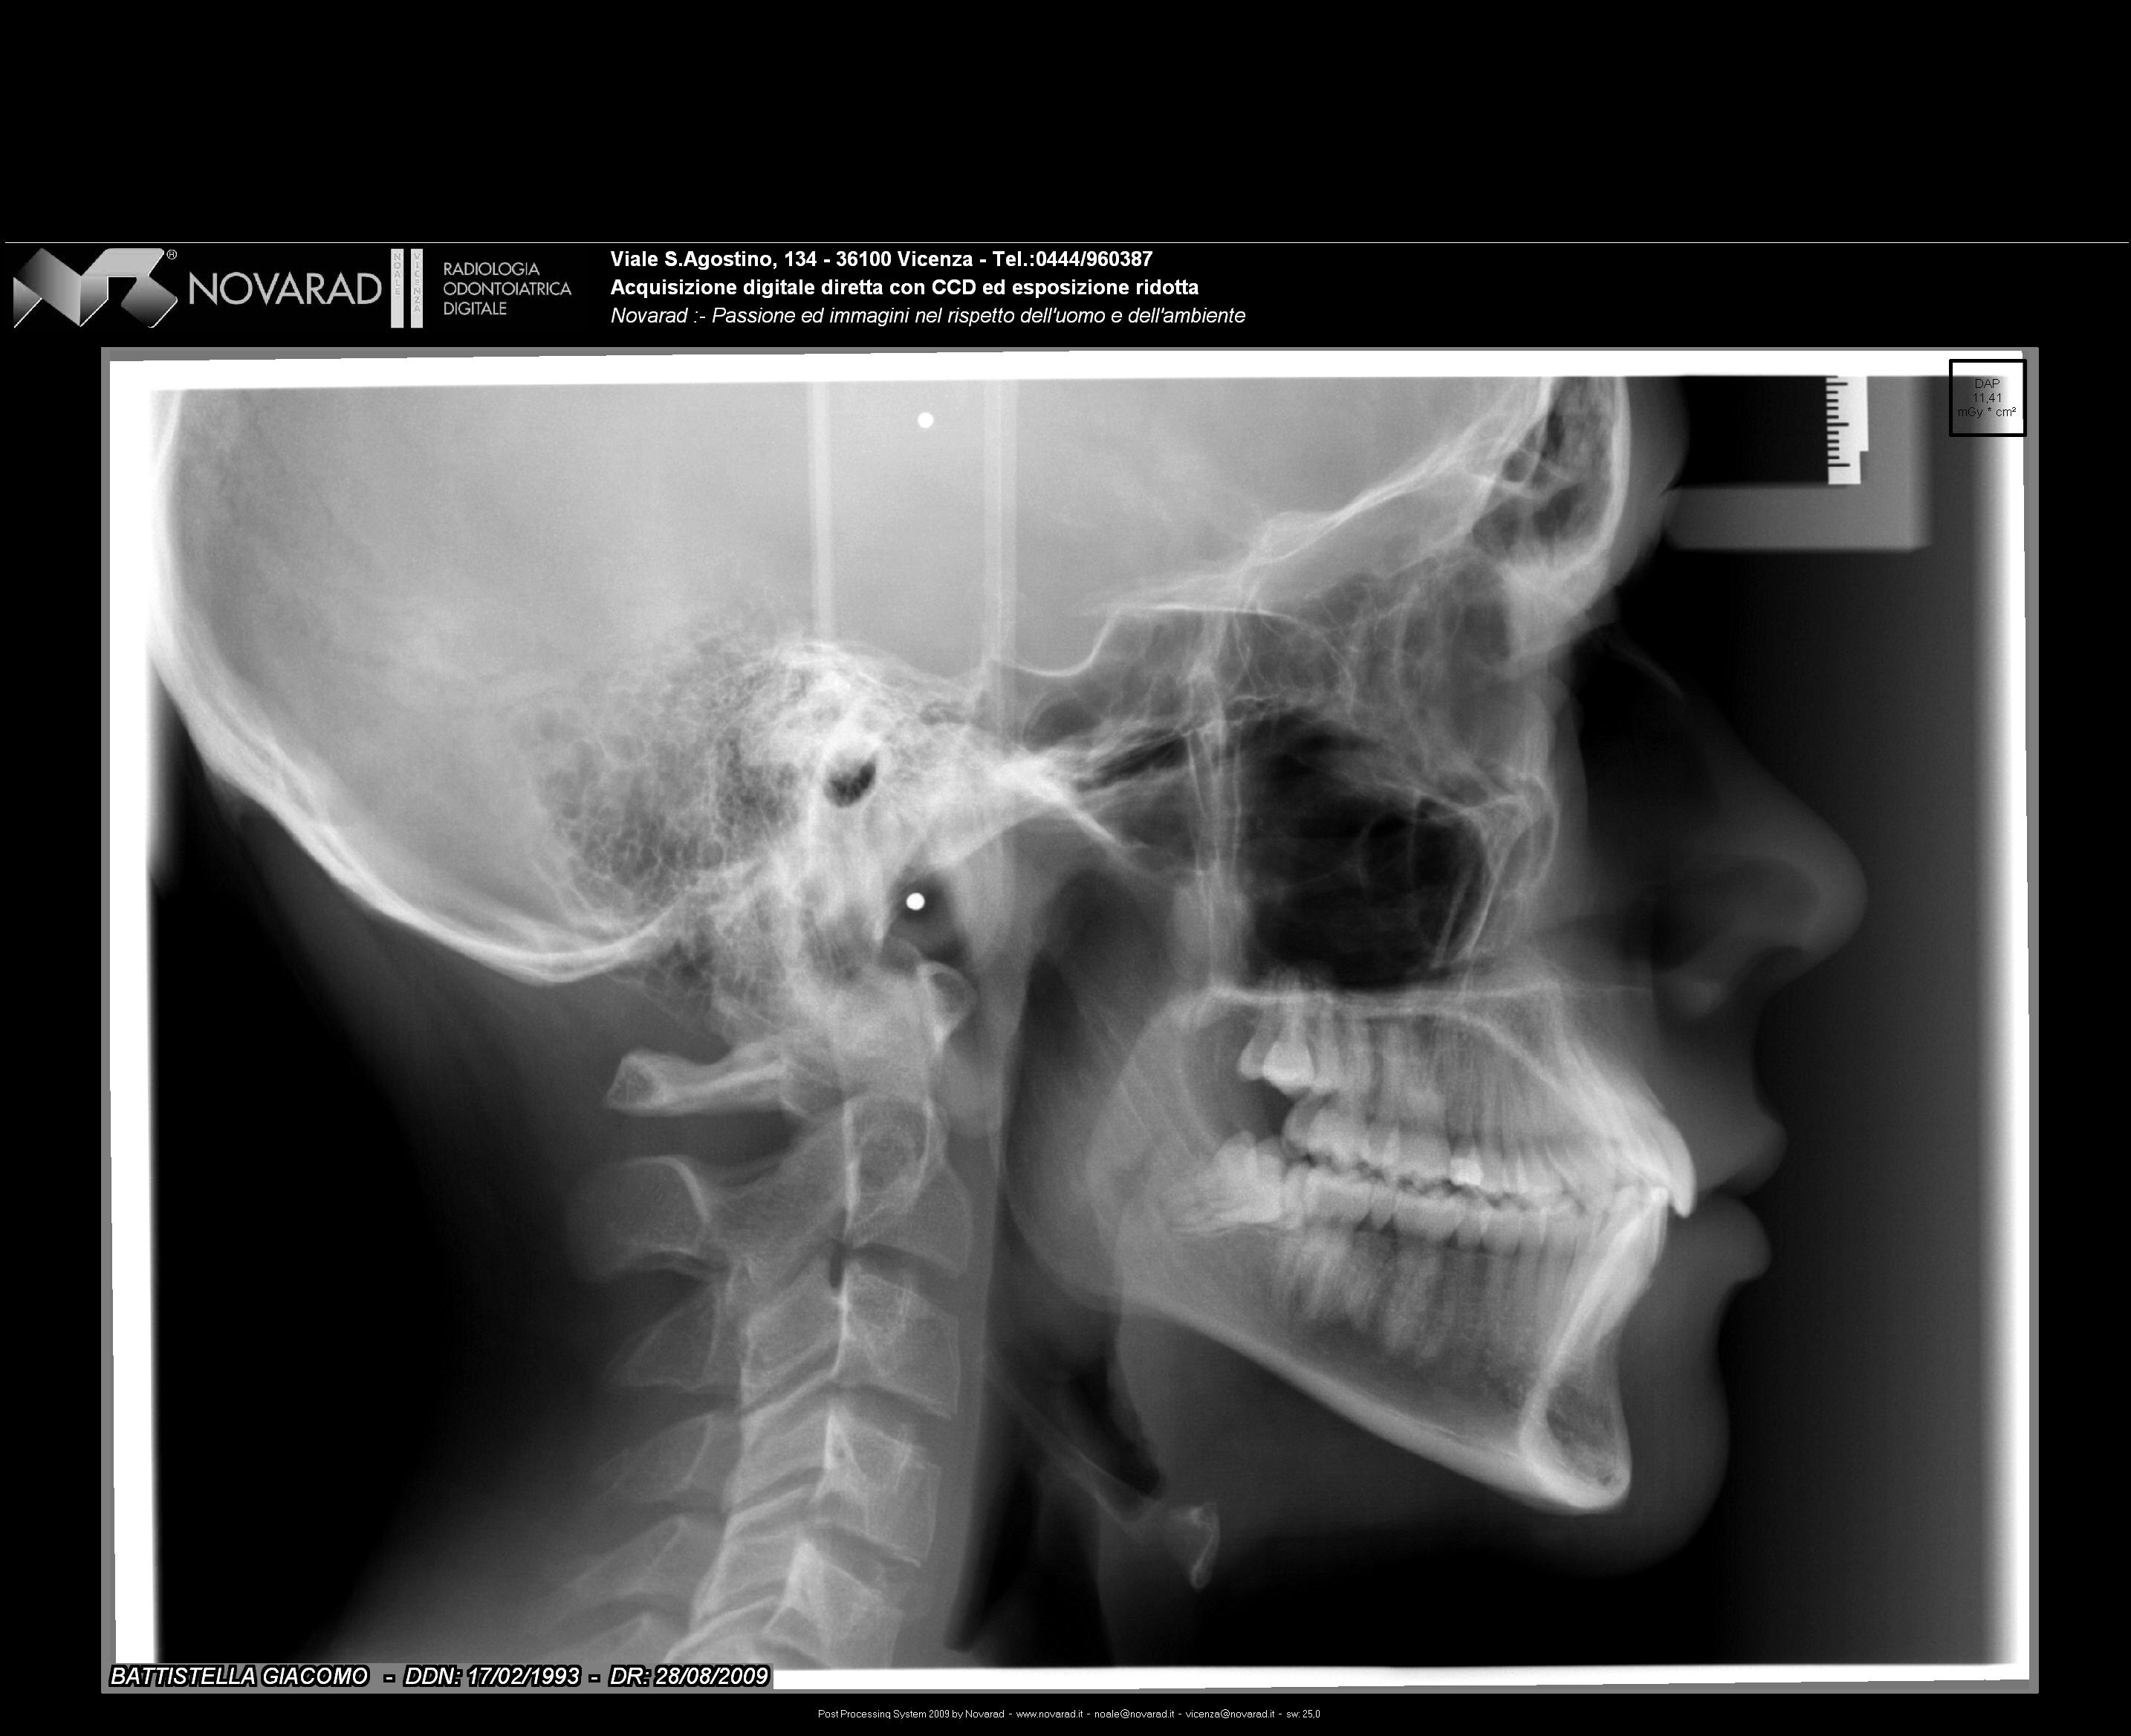 ®
NOVARAD
NOALE
VICENZA
RADIOLOGIA
ODONTOIATRICA
DIGITALE
Viale S.Agostino, 134 - 36100 Vicenza - Tel.:0444/960387
Acquisizione digitale diretta con CCD ed esposizione ridotta
Novarad :- Passione ed immagini nel rispetto dell'uomo e dell'ambiente
DAP
11,41
mGy * cm²
BATTISTELLA GIACOMO - DDN: 17/02/1993 - DR: 28/08/2009
Post Processing System 2009 by Novarad - www.novarad.it - noale@novarad.it - vicenza@novarad.it - sw: 25,0